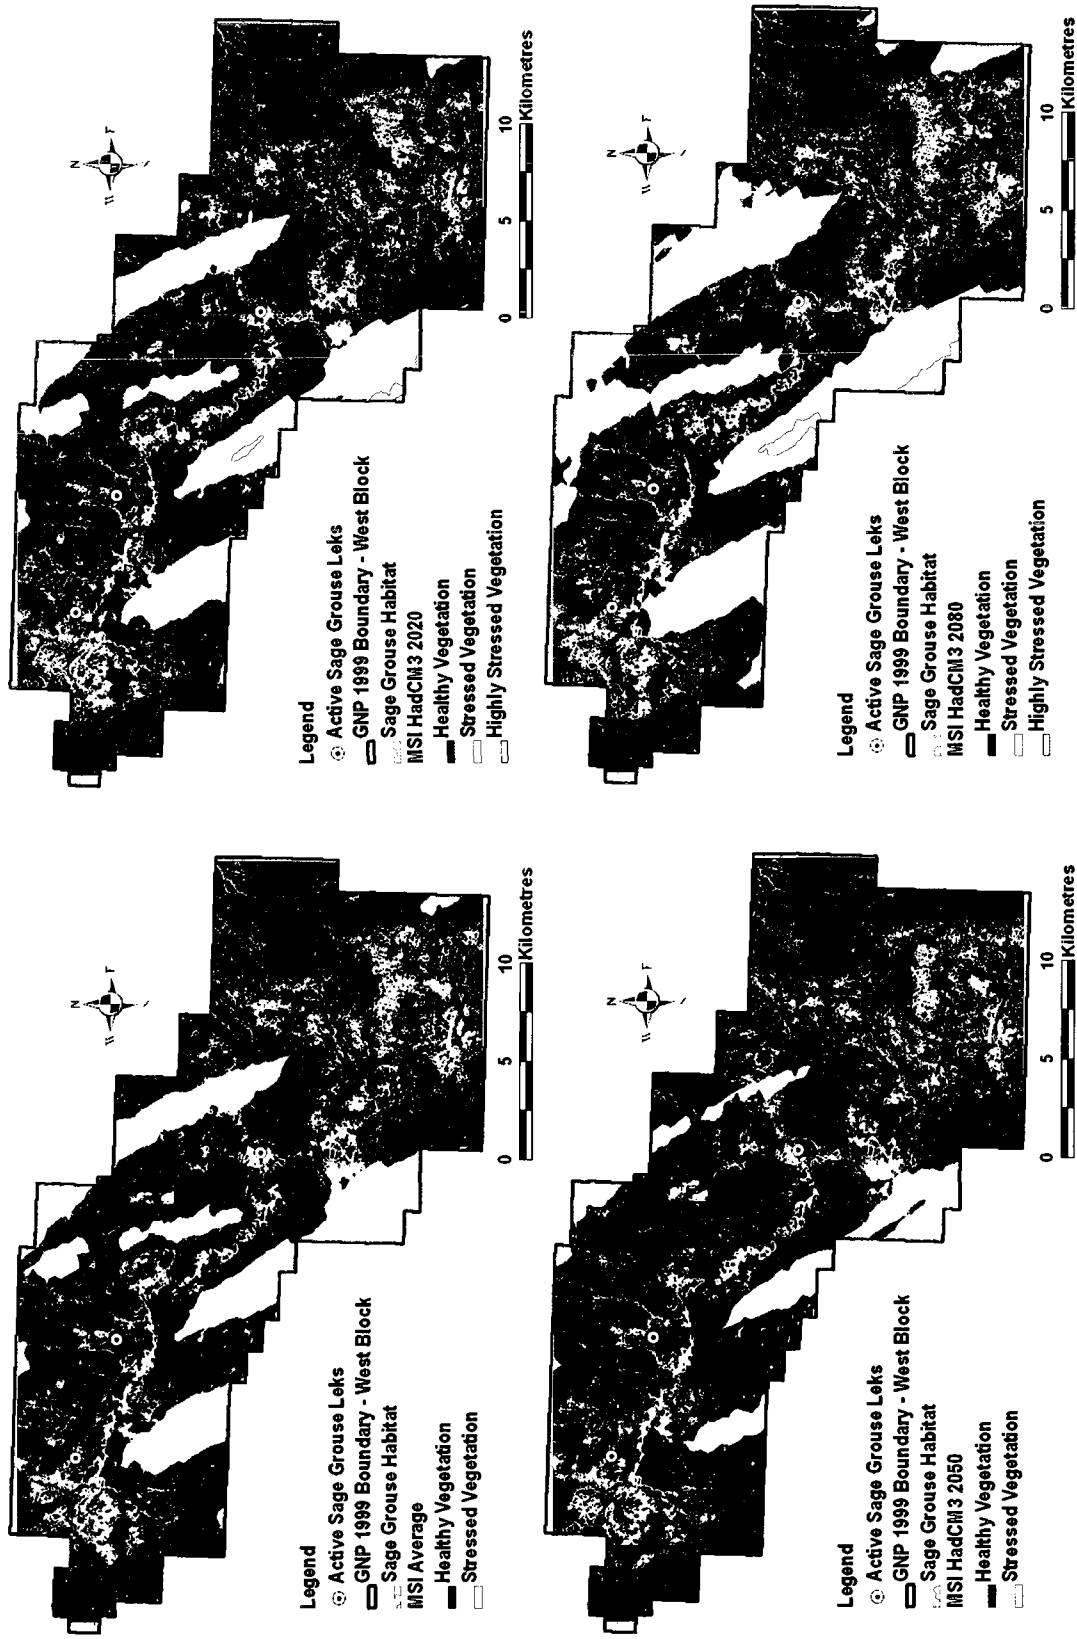 N
Legend
Active Sage Grouse Leks
GNP 1999 Boundary - West Block
Sage Grouse Habitat
MSI Average
Healthy Vegetation
Stressed Vegetation
0 5 10 Kilometres
N
Legend
Active Sage Grouse Leks
GNP 1999 Boundary - West Block
Sage Grouse Habitat
MSI HadCM3 2020
Healthy Vegetation
Stressed Vegetation
Highly Stressed Vegetation
0 5 10 Kilometres
N
Legend
Active Sage Grouse Leks
GNP 1999 Boundary - West Block
Sage Grouse Habitat
MSI HadCM3 2050
Healthy Vegetation
Stressed Vegetation
0 5 10 Kilometres
N
Legend
Active Sage Grouse Leks
GNP 1999 Boundary - West Block
Sage Grouse Habitat
MSI HadCM3 2080
Healthy Vegetation
Stressed Vegetation
Highly Stressed Vegetation
0 5 10 Kilometres